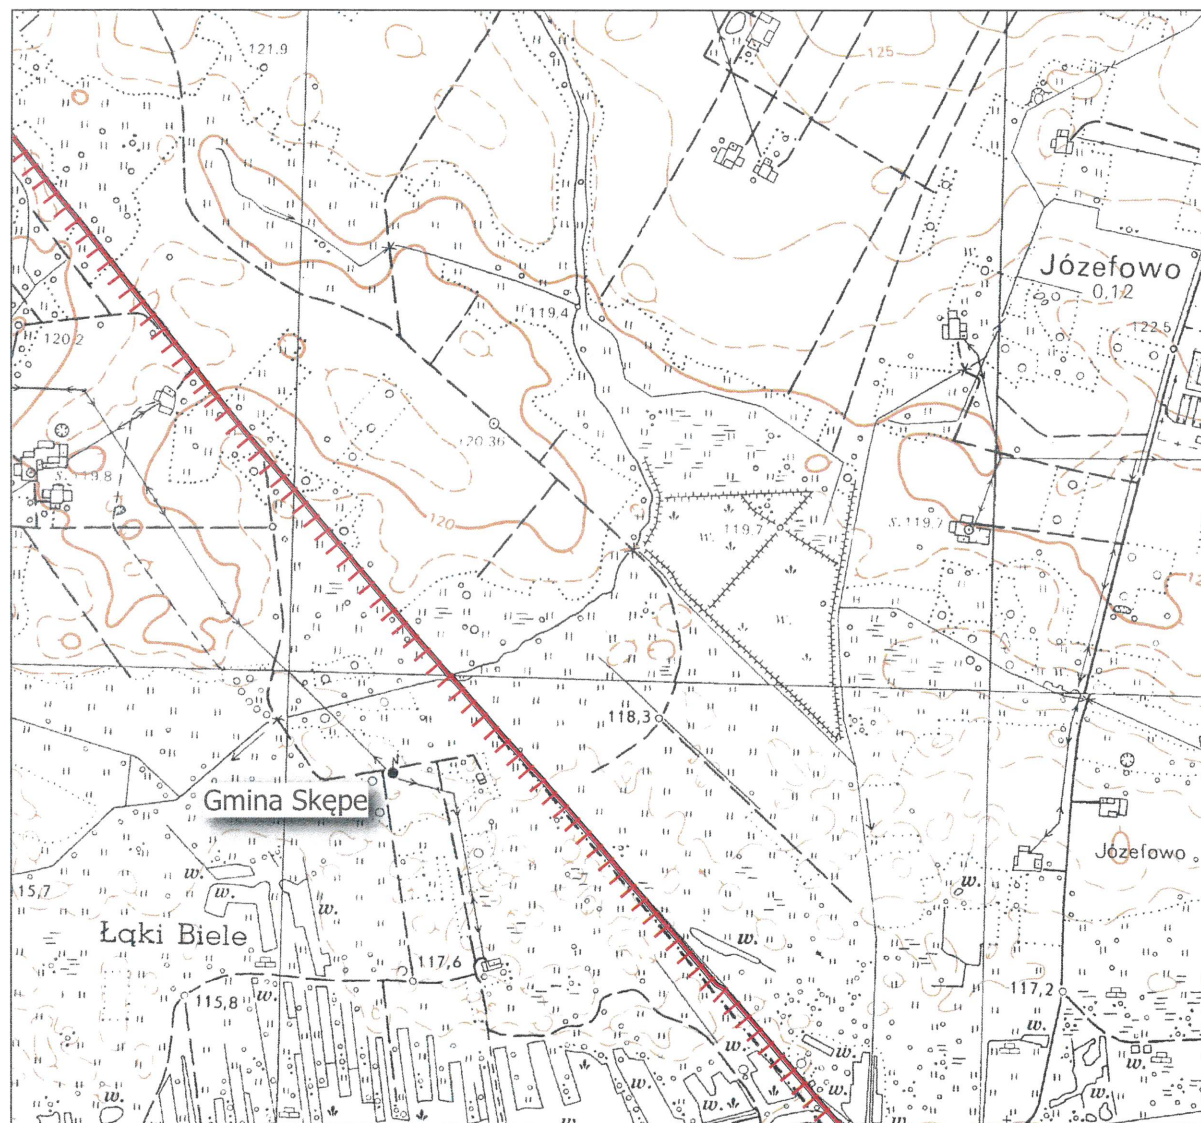 121.9
125
Józefowo
0,12
W.
119.4
122.5
120.2
120.36
S. 119.8
120
119.7
W.
S. 119.7
W.
118,3
N
Gmina Skępe
Józefowo
w.
115,7
w.
w.
w.
Łąki Biele
w.
117,6
w.
115,8
117,2
w.
w.
w.
w.
w.
w.
w.
w.
w.
w.
w.
w.